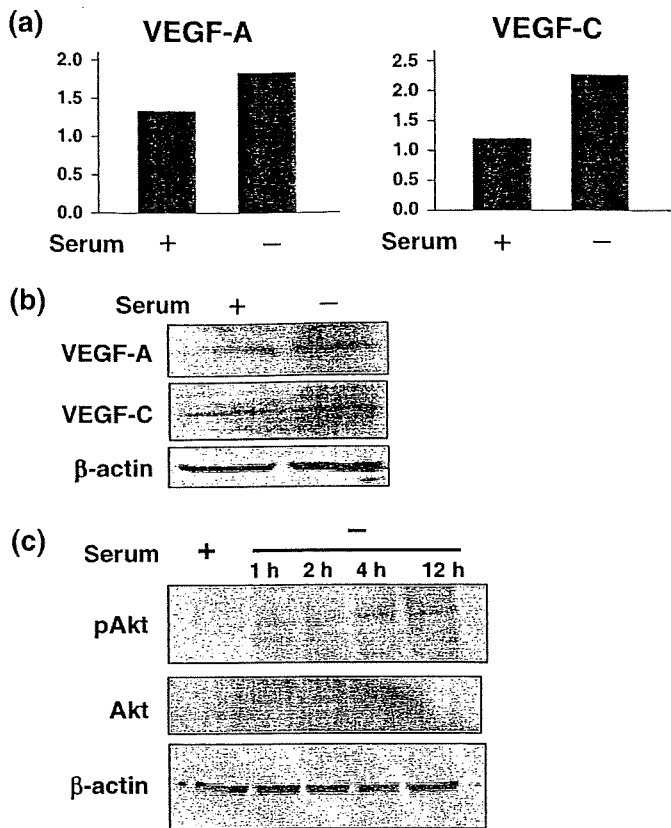 (a)
VEGF-A
2.0
1.5
1.0
0.5
0.0
Serum + −
VEGF-C
2.5
2.0
1.5
1.0
0.5
0.0
Serum + −
(b)
Serum + −
VEGF-A
VEGF-C
β-actin
(c)
Serum + −
1 h 2 h 4 h 12 h
pAkt
Akt
β-actin